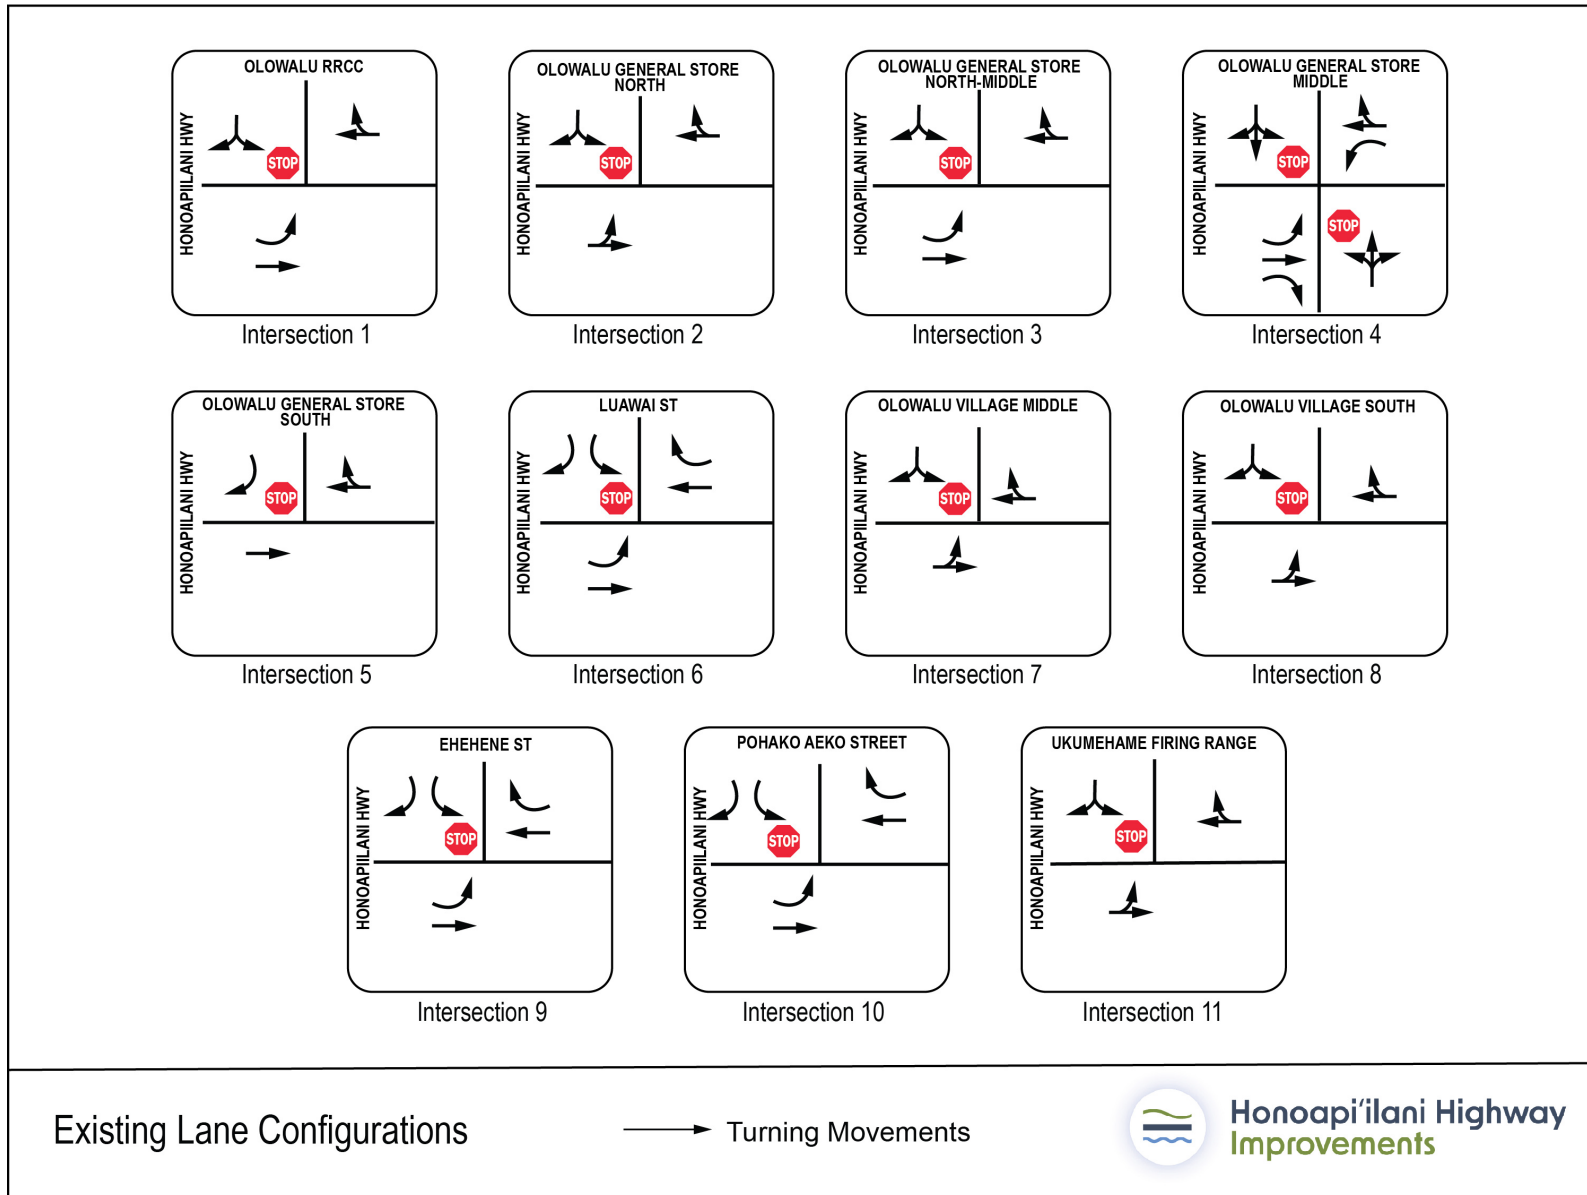 OLOWALU RRCC
HONOAPIILANI HWY
STOP
Intersection 1
OLOWALU GENERAL STORE
NORTH
HONOAPIILANI HWY
STOP
Intersection 2
OLOWALU GENERAL STORE
NORTH-MIDDLE
HONOAPIILANI HWY
STOP
Intersection 3
OLOWALU GENERAL STORE
MIDDLE
HONOAPIILANI HWY
STOP
STOP
Intersection 4
OLOWALU GENERAL STORE
SOUTH
HONOAPIILANI HWY
STOP
Intersection 5
LUAWAI ST
HONOAPIILANI HWY
STOP
Intersection 6
OLOWALU VILLAGE MIDDLE
HONOAPIILANI HWY
STOP
Intersection 7
OLOWALU VILLAGE SOUTH
HONOAPIILANI HWY
STOP
Intersection 8
EHEHENE ST
HONOAPIILANI HWY
STOP
Intersection 9
POHAKO AEKO STREET
HONOAPIILANI HWY
STOP
Intersection 10
UKUMEHAME FIRING RANGE
HONOAPIILANI HWY
STOP
Intersection 11
Existing Lane Configurations
Turning Movements
Honoapiʻilani Highway
Improvements